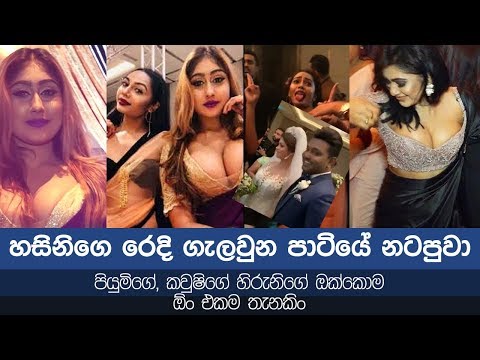 හසිනිගෙ රෙදි ගැලවුන පාටියේ නටපුවා
පියුමිගේ, කවුෂිගේ හිරුනිගේ ඔක්කොම
ඕං එකම තැනකිං